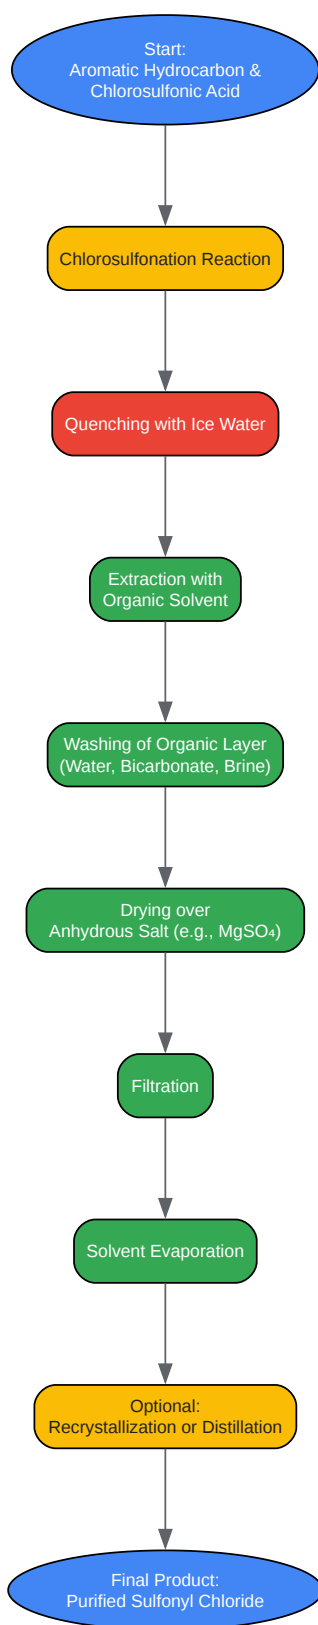 Start:
Aromatic Hydrocarbon &
Chlorosulfonic Acid
Chlorosulfonation Reaction
Quenching with Ice Water
Extraction with
Organic Solvent
Washing of Organic Layer
(Water, Bicarbonate, Brine)
Drying over
Anhydrous Salt (e.g., MgSO₄)
Filtration
Solvent Evaporation
Optional:
Recrystallization or Distillation
Final Product:
Purified Sulfonyl Chloride